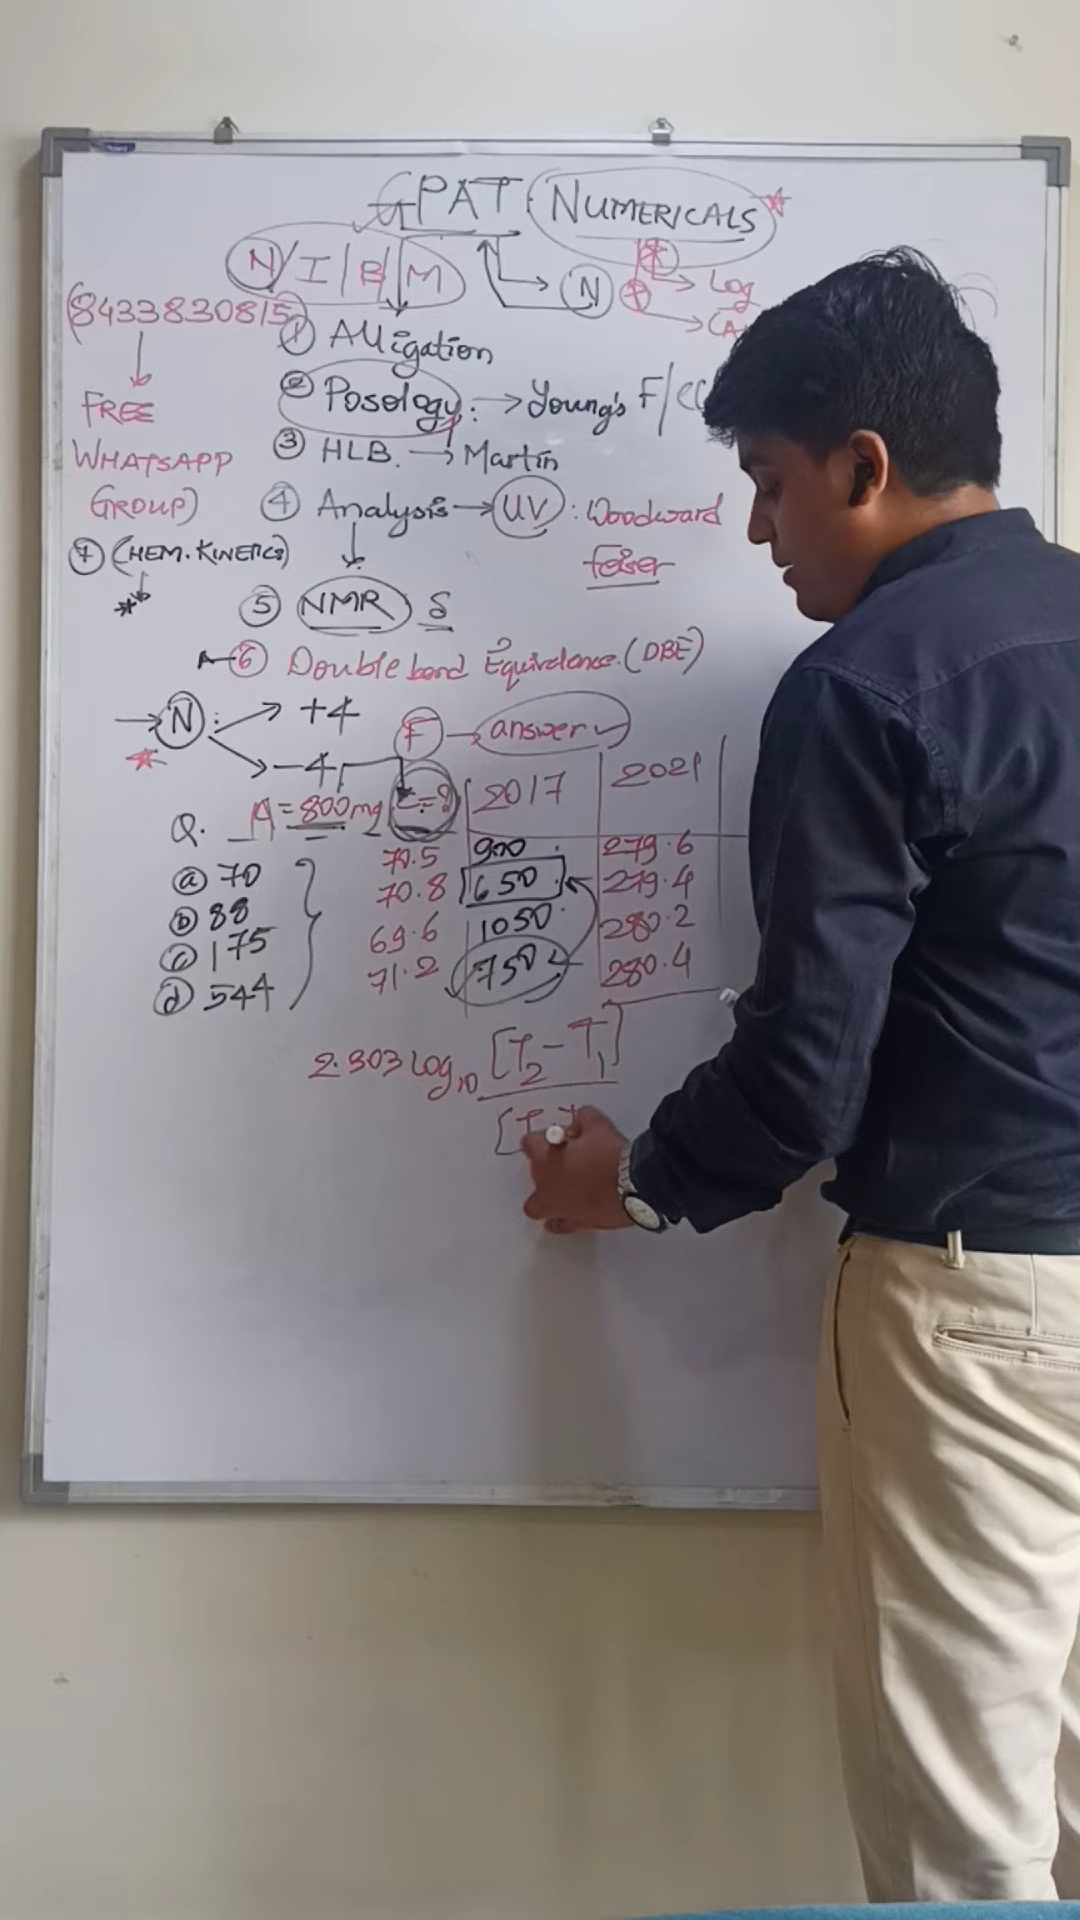 GPAT NUMERICALS
N/I/B/M
N
Log
(8433830815
FREE
WHATSAPP
GROUP)
① Alligation
② Posology: → Young's F/
③ HLB. → Martin
④ Analysis → UV : Woodward
feiser
⑦ (HEM. KINETICS)
⑤ NMR δ
⑥ Double bond Equivalence. (DBE)
→ N : → +4
→ -4
F → answer
Q. A = 800mg C=?
2017 2021
ⓐ 70
ⓑ 88
ⓒ 175
ⓓ 544
70.5 900 279.6
70.8 650 279.4
69.6 1050 280.2
71.2 750 280.4
2.303 log10 [T2-T1]